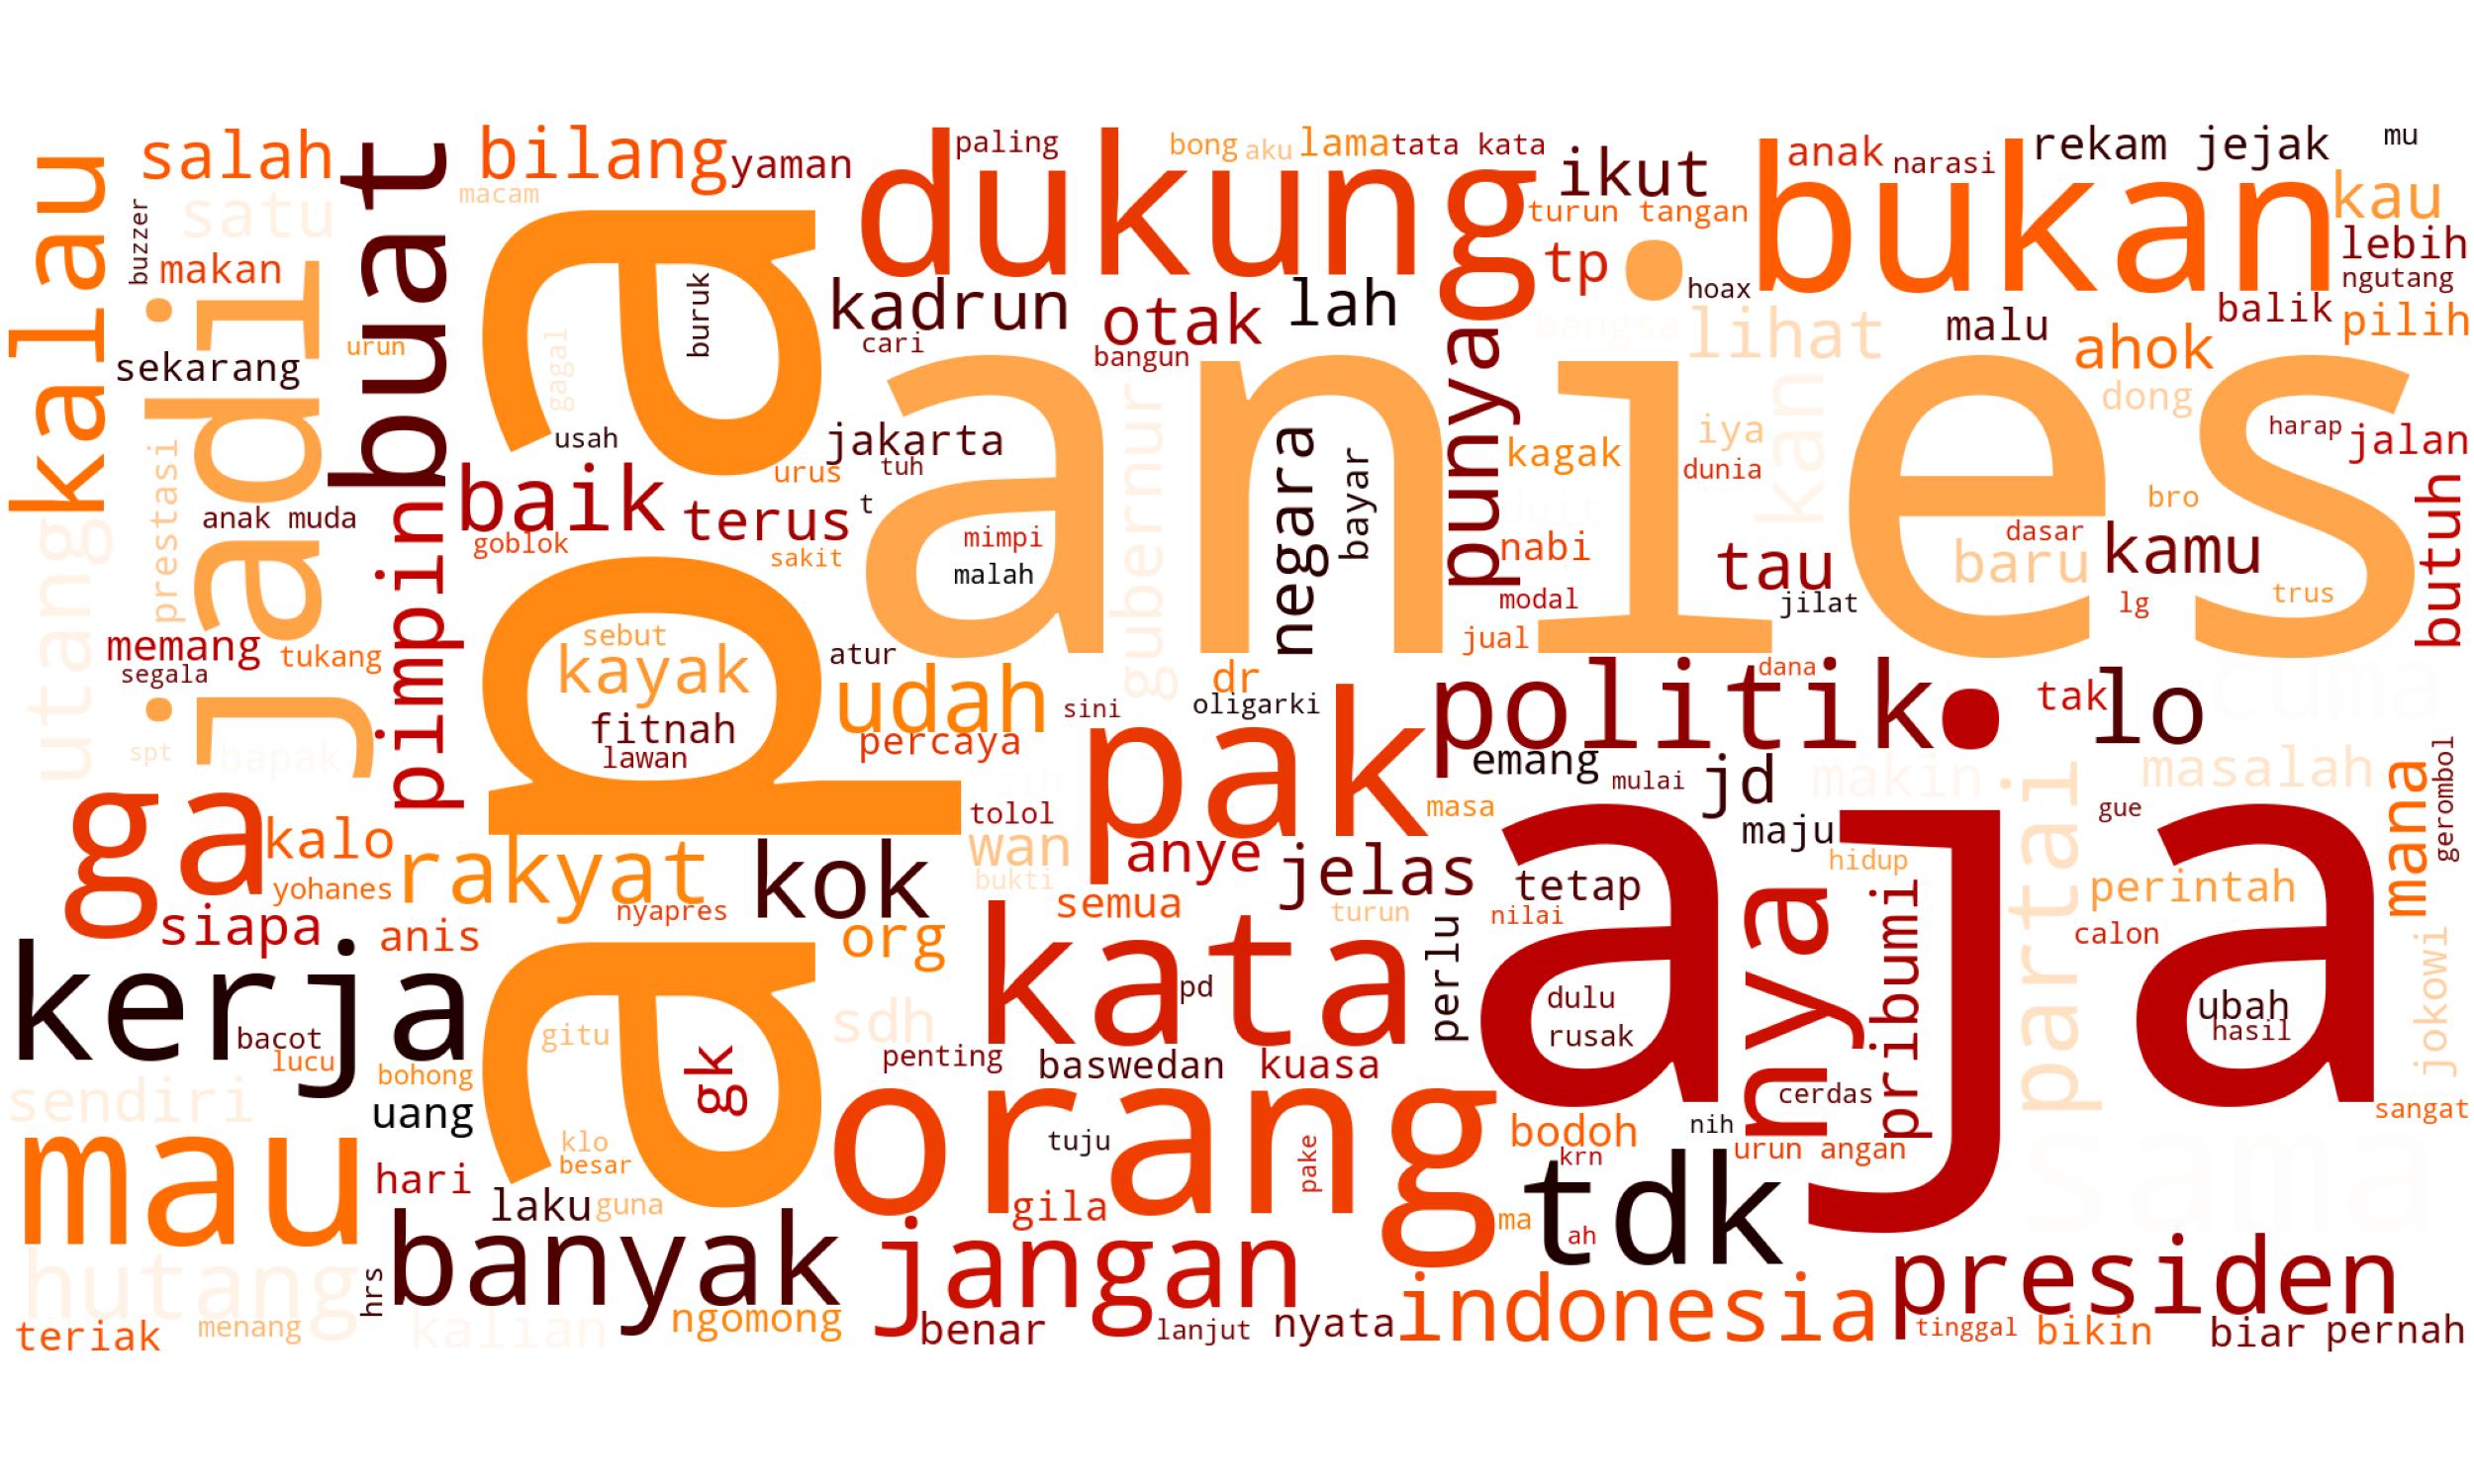 kalau
salah
satu
buzzer
makan
jadi
buat
bilang
yaman
macam
paling
dukung
bong
aku
lama
tata kata
ikut
turun tangan
tp
bukan
anak
narasi
rekam jejak
mu
kau
lebih
ngutang
balik
pilih
hoax
lihat
malu
ahok
dong
sekarang
urun
gagal
buruk
kadrun
cari
otak
lah
bangun
punya
apa
anies
jakarta
usah
urus
tuh
t
gubernur
negara
bayar
kagak
iya
dunia
kan
harap
jalan
bro
butuh
utang
prestasi
anak muda
pimpin
baik
terus
goblok
sakit
mimpi
malah
nabi
modal
jual
tau
jilat
dasar
baru
kamu
lg
trus
memang
tukang
segala
spt
bapak
sebut
kayak
fitnah
lawan
atur
udah
percaya
sini
dr
oligarki
politik
dana
tak
lo
pak
emang
mulai
jd
makin
masa
maju
masalah
gue
mana
gerombol
ga
kalo
yohanes
rakyat
nyapres
kok
tolol
wan
bukti
anye
jelas
semua
turun
tetap
nilai
hidup
partai
perintah
calon
jokowi
siapa
anis
org
kata
pd
perlu
aja
nya
pribumi
dulu
rusak
ubah
hasil
kerja
bacot
lucu
bohong
gitu
gk
sdh
penting
baswedan
kuasa
cerdas
sangat
sendiri
uang
klo
besar
orang
tuju
pake
bodoh
krn
nih
urun angan
mau
hari
laku
guna
gila
ma
ah
tdk
hutang
hrs
banyak
jangan
indonesia
presiden
teriak
menang
kalian
ngomong
benar
lanjut
nyata
tinggal
bikin
biar
pernah